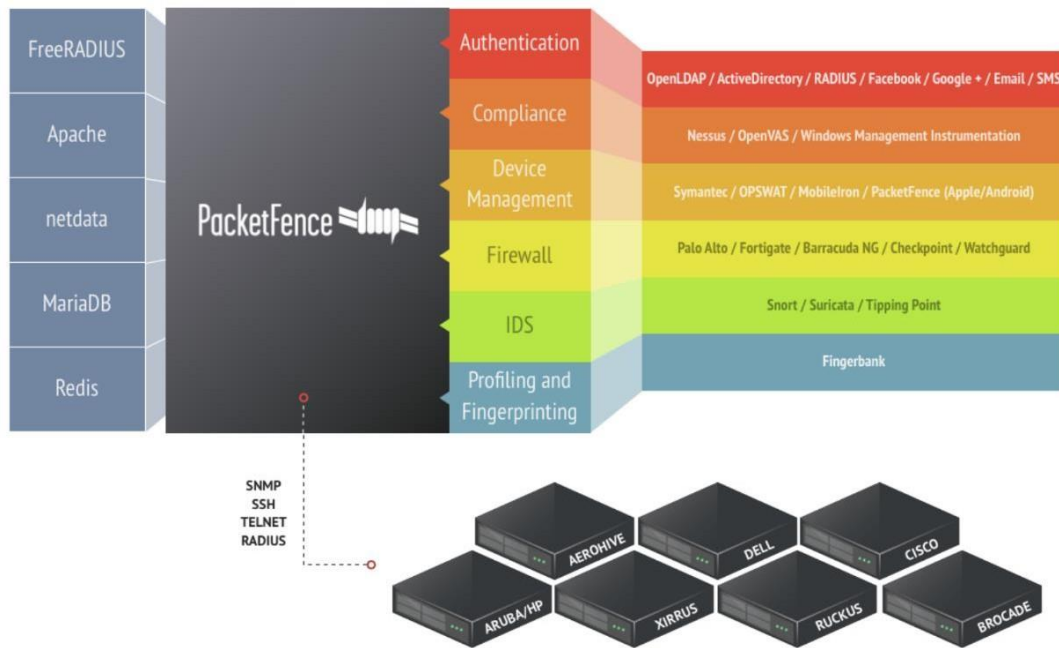 FreeRADIUS
Apache
netdata
MariaDB
Redis
PacketFence
Authentication
Compliance
Device
Management
Firewall
IDS
Profiling and
Fingerprinting
OpenLDAP / ActiveDirectory / RADIUS / Facebook / Google + / Email / SMS
Nessus / OpenVAS / Windows Management Instrumentation
Symantec / OPSWAT / MobileIron / PacketFence (Apple/Android)
Palo Alto / Fortigate / Barracuda NG / Checkpoint / Watchguard
Snort / Suricata / Tipping Point
Fingerbank
SNMP
SSH
TELNET
RADIUS
AEROHIVE
DELL
CISCO
ARUBA/HP
XIRRUS
RUCKUS
BROCADE